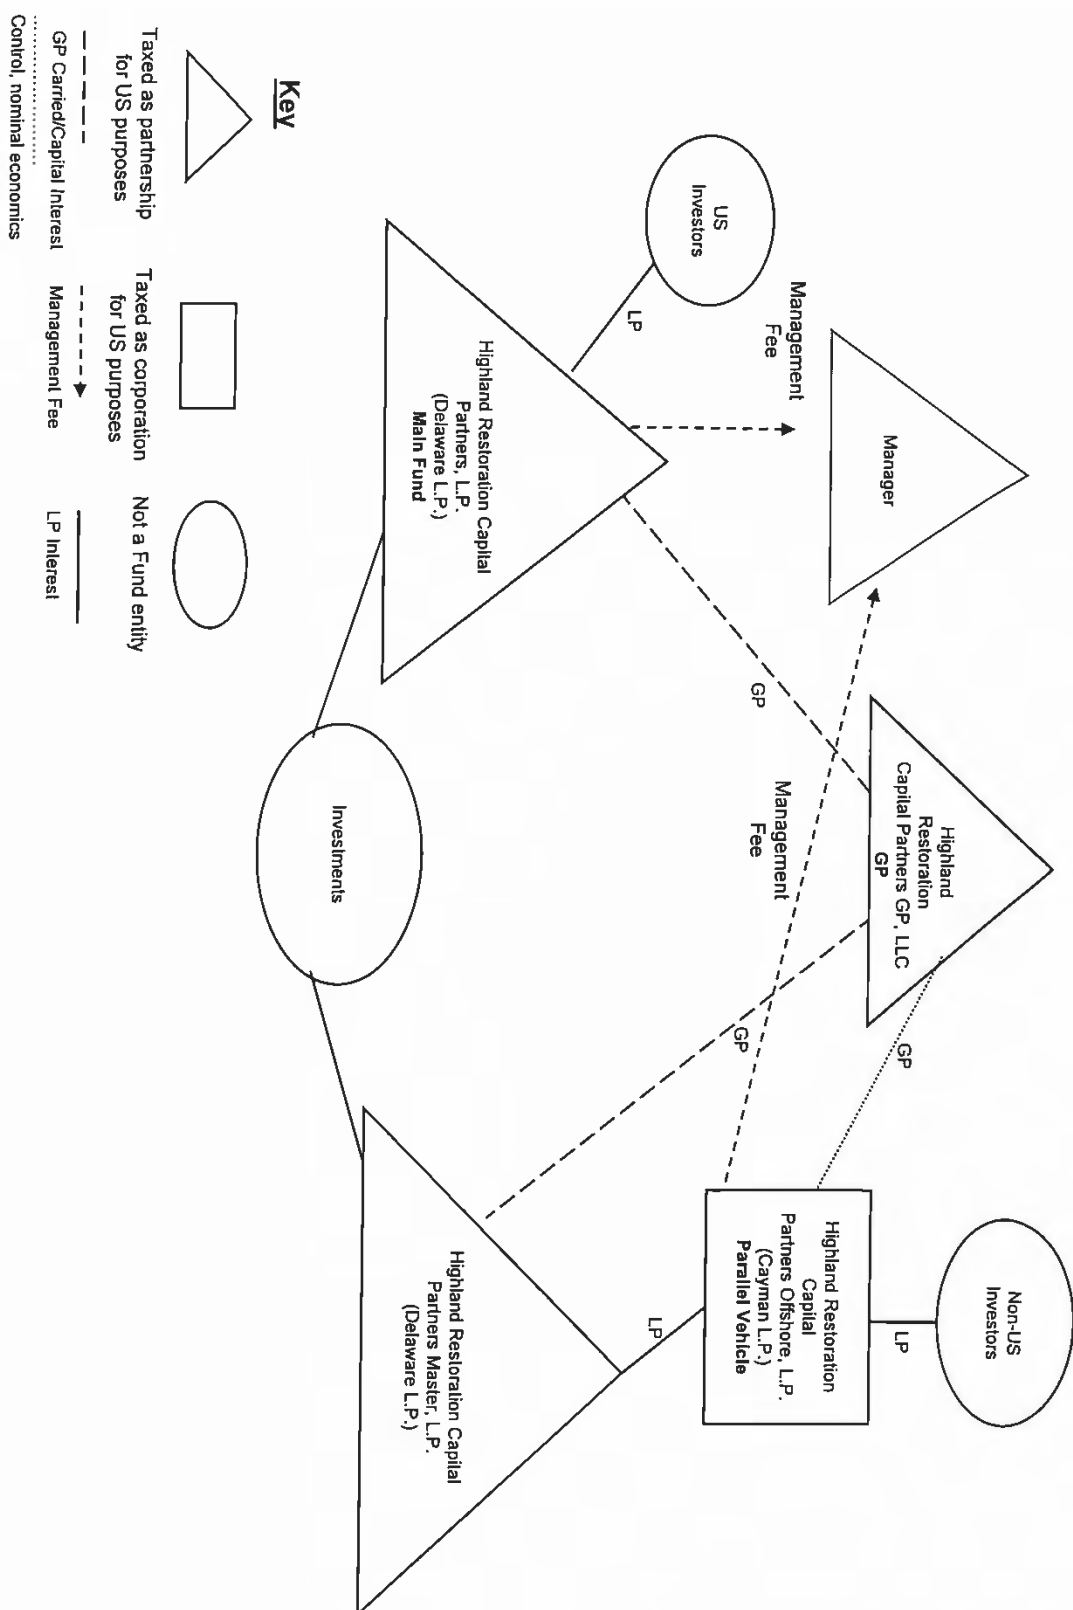 Non-US
Investors
LP
Highland
Restoration
Capital Partners GP, LLC
GP
GP
Manager
Highland Restoration
Capital
Partners Offshore, L.P.
(Cayman L.P.)
Parallel Vehicle
Management
Fee
Management
Fee
GP
GP
US
Investors
LP
LP
Highland Restoration Capital
Partners, L.P.
(Delaware L.P.)
Main Fund
Highland Restoration Capital
Partners Master, L.P.
(Delaware L.P.)
Investments
Key
Taxed as partnership
for US purposes
Taxed as corporation
for US purposes
Not a Fund entity
GP Carried/Capital Interest
Management Fee
LP Interest
Control, nominal economics